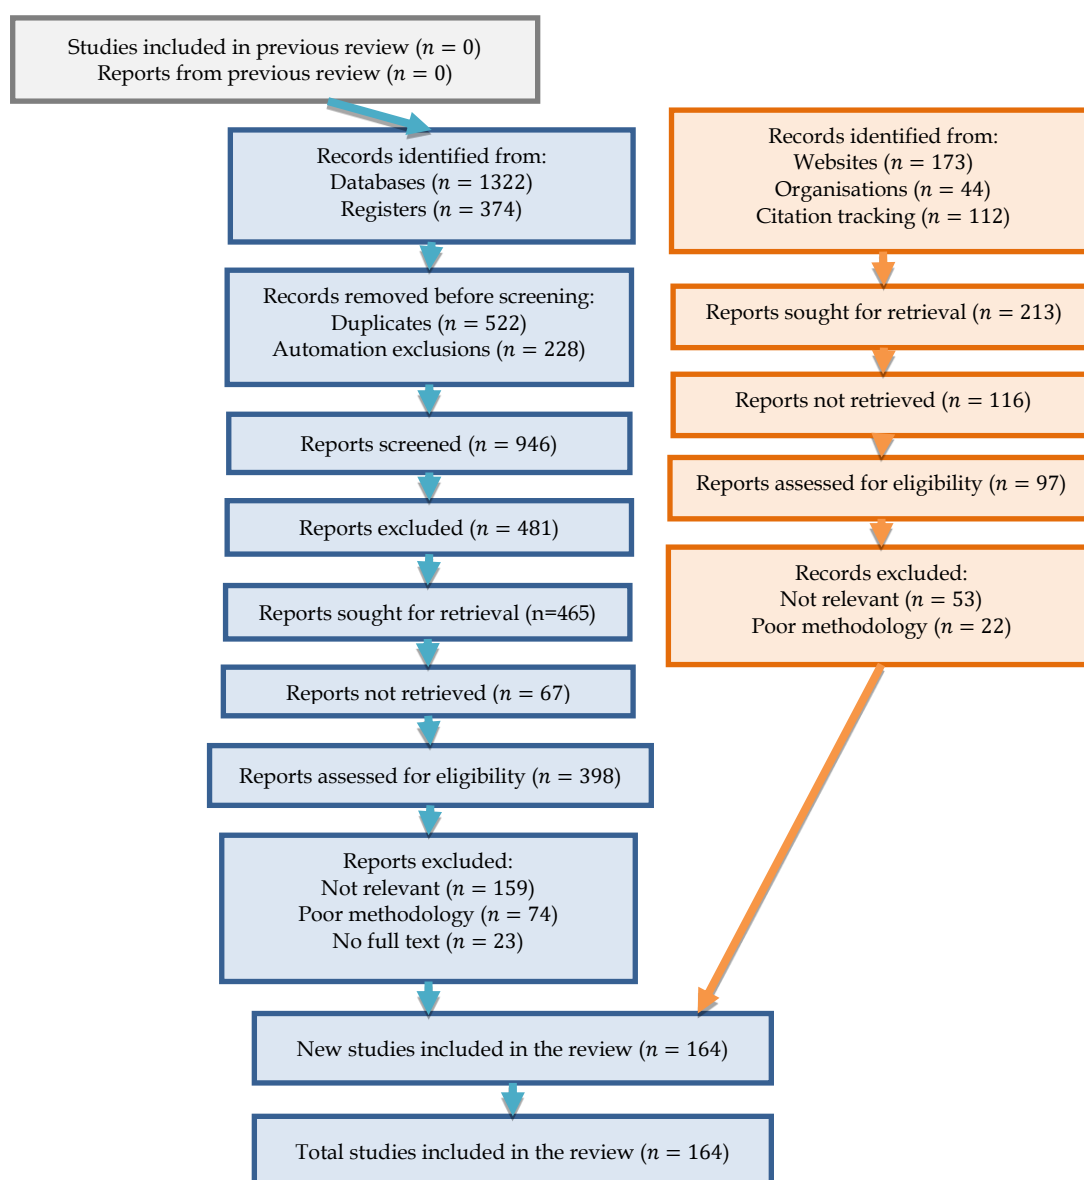 Studies included in previous review (n = 0)
Reports from previous review (n = 0)
Records identified from:
Databases (n = 1322)
Registers (n = 374)
Records removed before screening:
Duplicates (n = 522)
Automation exclusions (n = 228)
Reports screened (n = 946)
Reports excluded (n = 481)
Reports sought for retrieval (n=465)
Reports not retrieved (n = 67)
Reports assessed for eligibility (n = 398)
Reports excluded:
Not relevant (n = 159)
Poor methodology (n = 74)
No full text (n = 23)
Records identified from:
Websites (n = 173)
Organisations (n = 44)
Citation tracking (n = 112)
Reports sought for retrieval (n = 213)
Reports not retrieved (n = 116)
Reports assessed for eligibility (n = 97)
Records excluded:
Not relevant (n = 53)
Poor methodology (n = 22)
New studies included in the review (n = 164)
Total studies included in the review (n = 164)